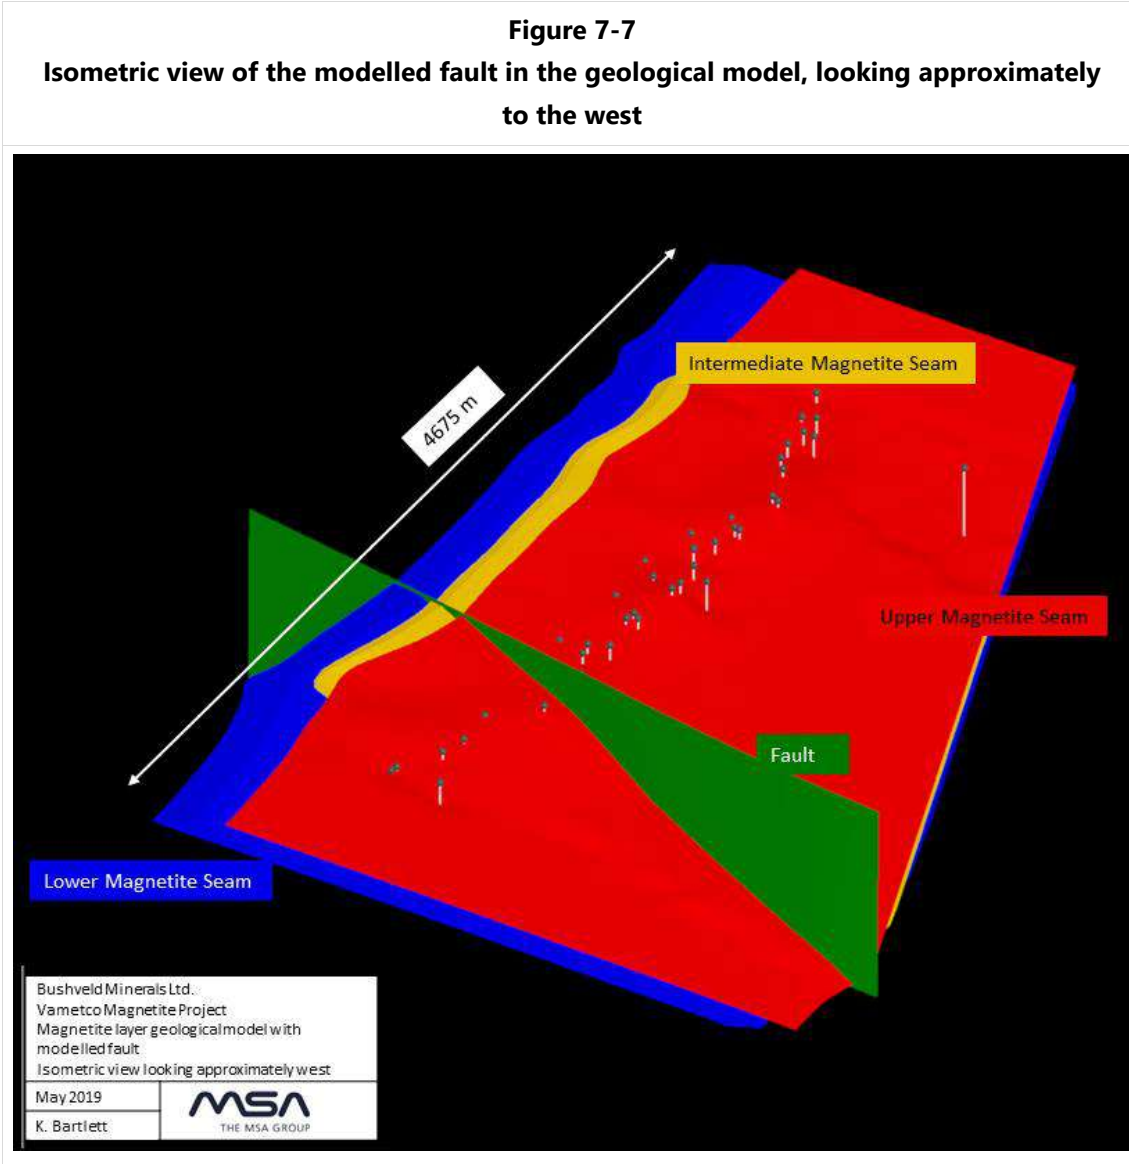 Figure 7-7
Isometric view of the modelled fault in the geological model, looking approximately
to the west
Intermediate Magnetite Seam
4675 m
Upper Magnetite Seam
Fault
Lower Magnetite Seam
Bushveld Minerals Ltd.
Vametco Magnetite Project
Magnetite layer geological model with
modelled fault
Isometric view looking approximately west
May 2019
K. Bartlett
MSA
THE MSA GROUP